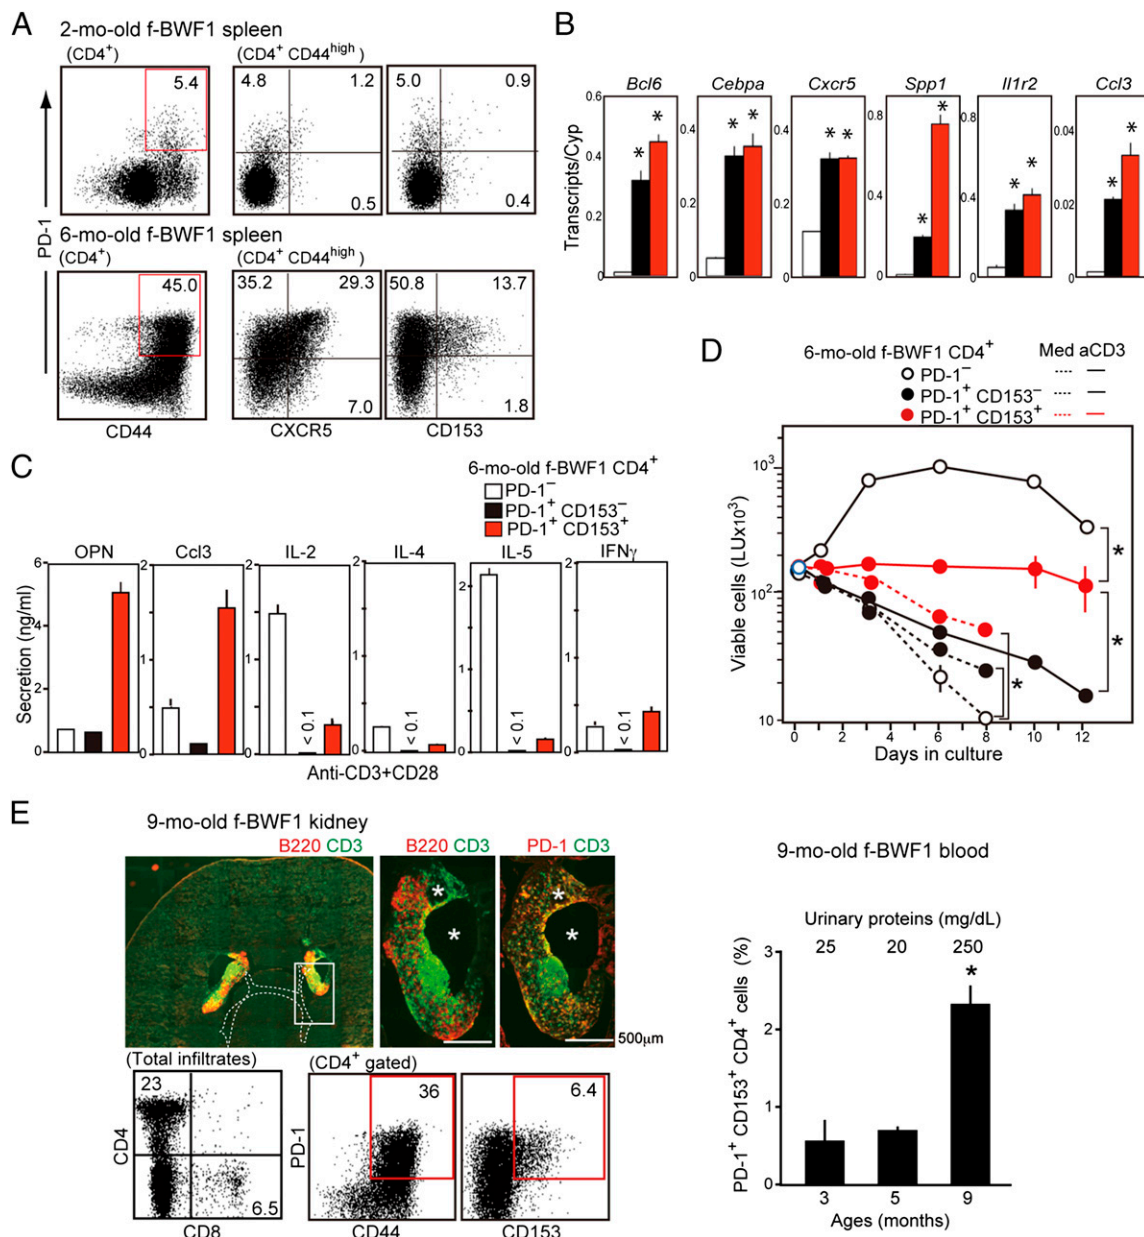 A
2-mo-old f-BWF1 spleen
(CD4+)
(CD4+ CD44high)
5.4
4.8
1.2
0.5
5.0
0.9
0.4
PD-1
6-mo-old f-BWF1 spleen
(CD4+)
(CD4+ CD44high)
45.0
35.2
29.3
7.0
50.8
13.7
1.8
CD44
CXCR5
CD153
B
Bcl6
Cebpa
Cxcr5
Spp1
Il1r2
Ccl3
Transcripts/Cyp
0.6
0.4
0.2
0
* *
0.4
0.2
0
* *
0.4
0.2
0
* *
0.8
0.4
0
* *
0.8
0.4
0
* *
0.04
0.02
0
* *
C
6-mo-old f-BWF1 CD4+
PD-1−
PD-1+ CD153−
PD-1+ CD153+
OPN
Ccl3
IL-2
IL-4
IL-5
IFNγ
Secretion (ng/ml)
6
4
2
0
2
1
0
2
1
0
< 0.1
2
1
0
< 0.1
2
1
0
< 0.1
2
1
0
< 0.1
Anti-CD3+CD28
D
6-mo-old f-BWF1 CD4+
Med aCD3
PD-1−
PD-1+ CD153−
PD-1+ CD153+
Viable cells (LUx10³)
10³
10²
10
*
*
*
0 2 4 6 8 10 12
Days in culture
E
9-mo-old f-BWF1 kidney
B220 CD3
B220 CD3
PD-1 CD3
*
*
*
*
500μm
(Total infiltrates)
23
6.5
CD4
CD8
(CD4+ gated)
36
6.4
PD-1
CD44
CD153
9-mo-old f-BWF1 blood
Urinary proteins (mg/dL)
25 20 250
*
PD-1+ CD153+ CD4+ cells (%)
3
2
1
0
3 5 9
Ages (months)